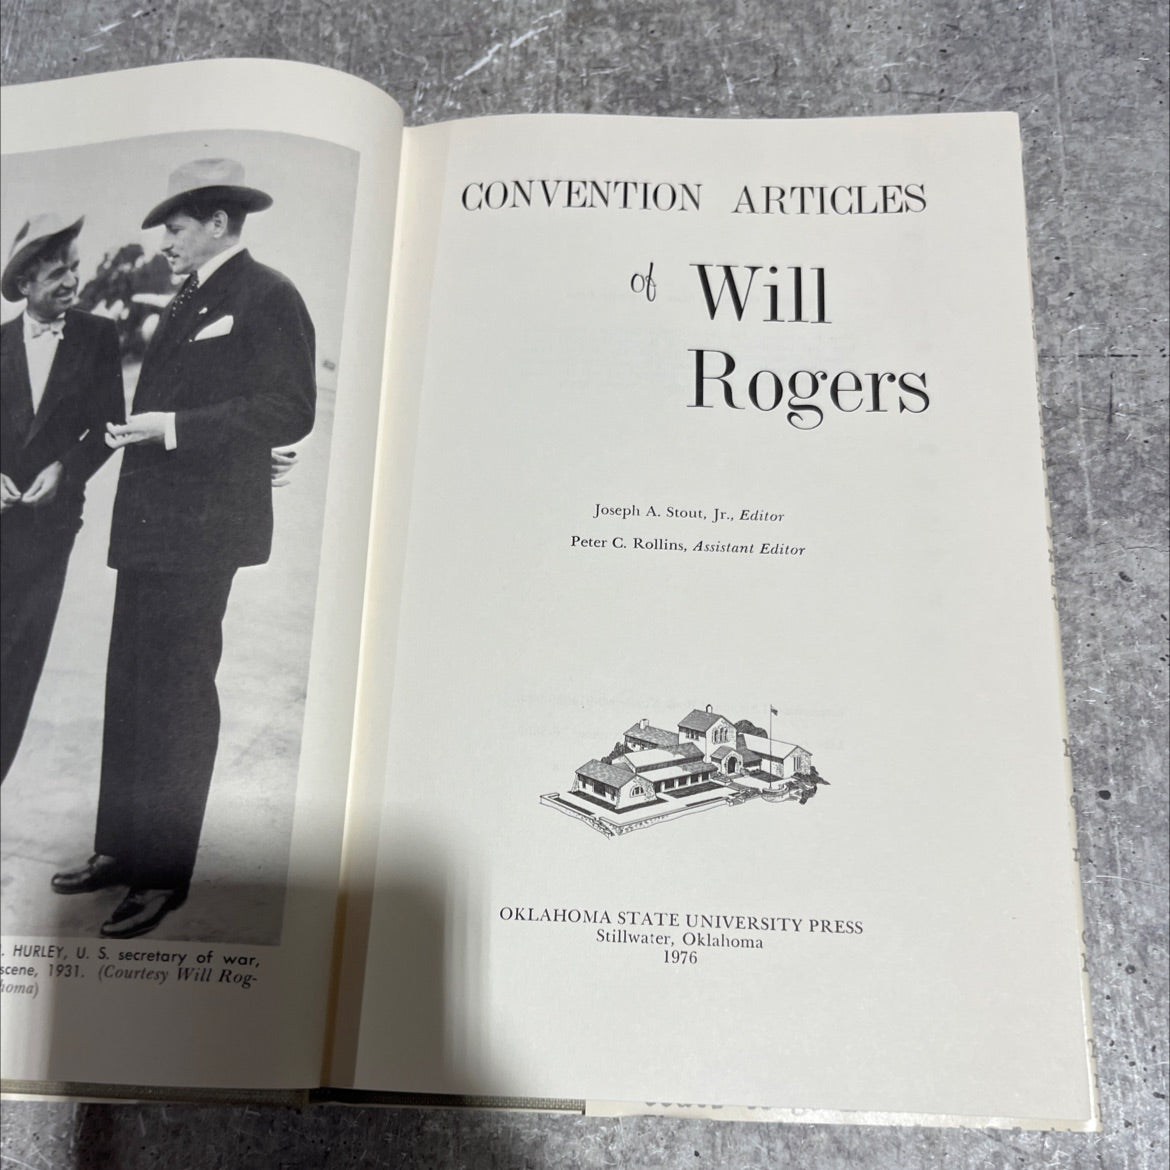 . HURLEY, U. S. secretary of war,
scene, 1931. (Courtesy Will Rog-
homa)
CONVENTION ARTICLES
of Will
Rogers
Joseph A. Stout, Jr., Editor
Peter C. Rollins, Assistant Editor
OKLAHOMA STATE UNIVERSITY PRESS
Stillwater, Oklahoma
1976